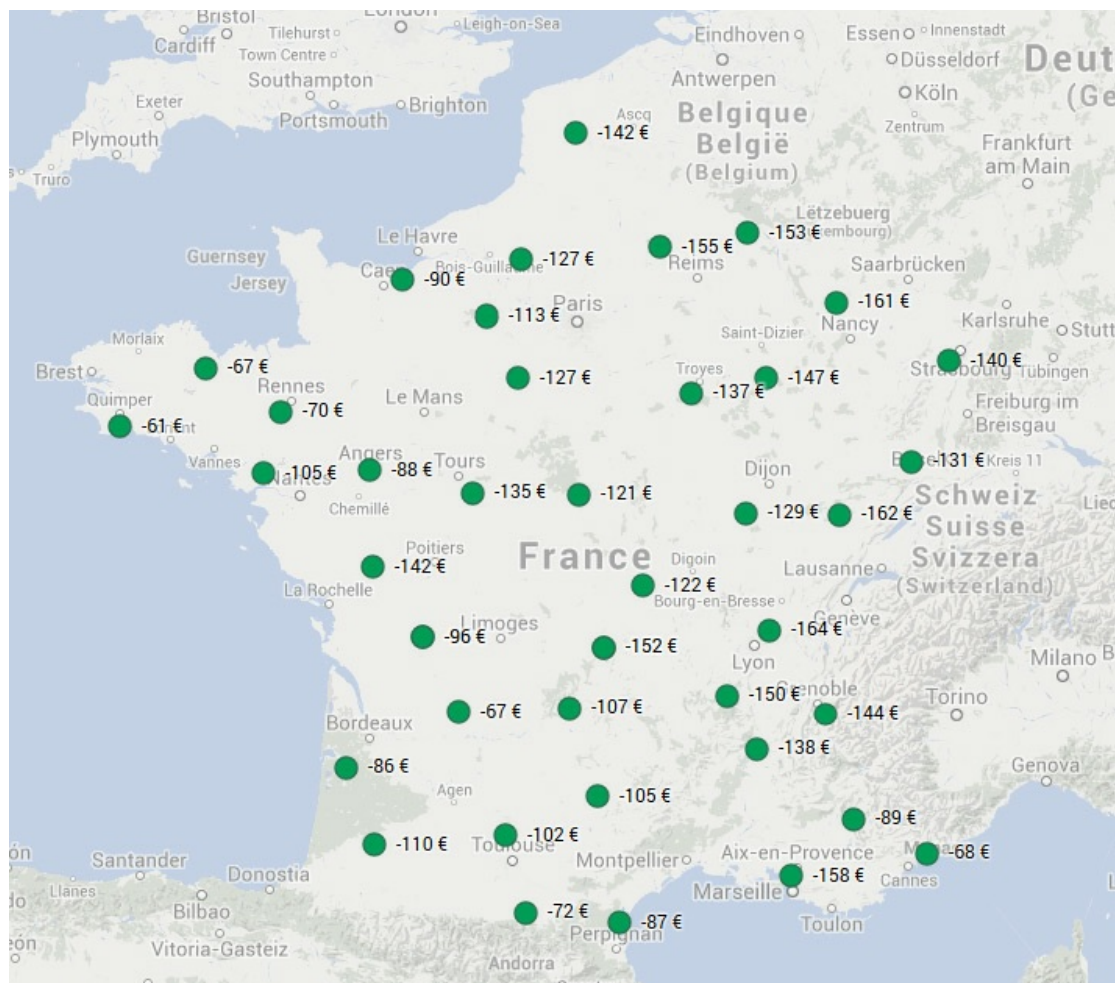 Bristol
London
Leigh-on-Sea
Cardiff
Tilehurst
Town Centre
Eindhoven
Essen
Innenstadt
Düsseldorf
Deut
(Ge
Southampton
Antwerpen
Köln
Exeter
Portsmouth
Brighton
Ascq
Belgique
België
(Belgium)
Zentrum
Plymouth
-142 €
Frankfurt
am Main
Truro
Lëtzebuerg
-153 €
Le Havre
-155 €
Guernsey
-127 €
Reims
Saarbrücken
Jersey
-90 €
-161 €
Paris
-113 €
Nancy
Karlsruhe
Stutt
Morlaix
Saint-Dizier
Brest
-67 €
Troyes
-147 €
Strasbourg
-140 €
Tübingen
Rennes
-127 €
-137 €
Quimper
-70 €
Le Mans
Freiburg im
Breisgau
-61 €
Vannes
Angers
-88 €
Tours
Dijon
-131 €
Kreis 11
-105 €
Nantes
Chemillé
-135 €
-121 €
-129 €
-162 €
Schweiz
Suisse
Svizzera
(Switzerland)
Liec
Poitiers
-142 €
France
Digoin
Lausanne
La Rochelle
-122 €
Bourg-en-Bresse
Genève
Limoges
-96 €
-152 €
-164 €
Lyon
Milano
B
-67 €
-107 €
-150 €
Grenoble
-144 €
Torino
Bordeaux
-138 €
-86 €
Agen
-105 €
Genova
-110 €
-102 €
Toulouse
-89 €
Montpellier
Aix-en-Provence
-68 €
Cannes
Santander
Donostia
Llanes
Marseille
-158 €
Toulon
Bilbao
-72 €
-87 €
Perpignan
Vitoria-Gasteiz
Andorra